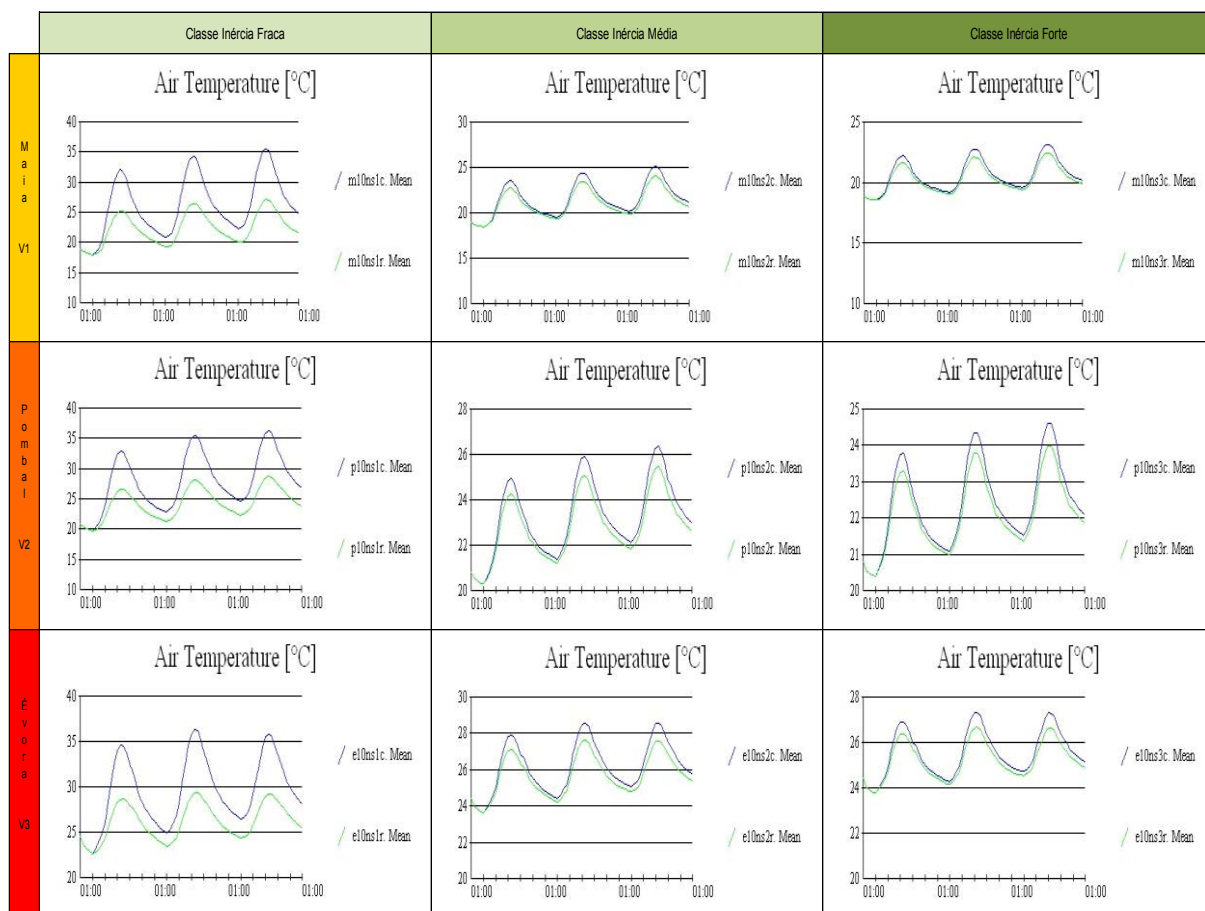 Classe Inércia Fraca
Classe Inércia Média
Classe Inércia Forte
Maia
V1
Air Temperature [°C]
40
35
30
25
20
15
10
01:00 01:00 01:00 01:00
m10ns1c. Mean
m10ns1r. Mean
Air Temperature [°C]
30
25
20
15
10
01:00 01:00 01:00 01:00
m10ns2c. Mean
m10ns2r. Mean
Air Temperature [°C]
25
20
15
10
01:00 01:00 01:00 01:00
m10ns3c. Mean
m10ns3r. Mean
Pombal
V2
Air Temperature [°C]
40
35
30
25
20
15
10
01:00 01:00 01:00 01:00
p10ns1c. Mean
p10ns1r. Mean
Air Temperature [°C]
28
26
24
22
20
01:00 01:00 01:00 01:00
p10ns2c. Mean
p10ns2r. Mean
Air Temperature [°C]
25
24
23
22
21
20
01:00 01:00 01:00 01:00
p10ns3c. Mean
p10ns3r. Mean
Évora
V3
Air Temperature [°C]
40
35
30
25
20
01:00 01:00 01:00 01:00
e10ns1c. Mean
e10ns1r. Mean
Air Temperature [°C]
30
28
26
24
22
20
01:00 01:00 01:00 01:00
e10ns2c. Mean
e10ns2r. Mean
Air Temperature [°C]
28
26
24
22
20
01:00 01:00 01:00 01:00
e10ns3c. Mean
e10ns3r. Mean